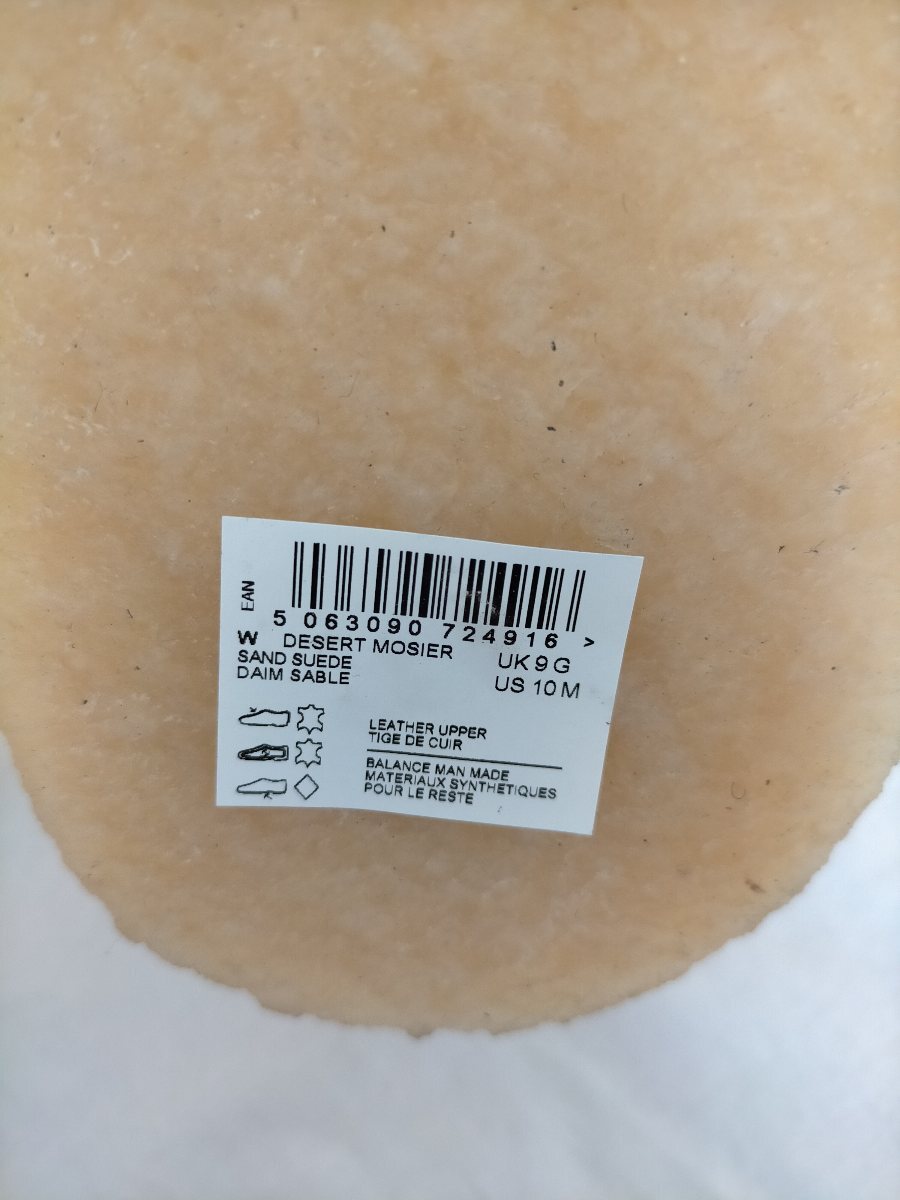 EAN
5 063090 724916 >
W DESERT MOSIER UK 9 G
SAND SUEDE
DAIM SABLE US 10 M
LEATHER UPPER
TIGE DE CUIR
BALANCE MAN MADE
MATERIAUX SYNTHETIQUES
POUR LE RESTE